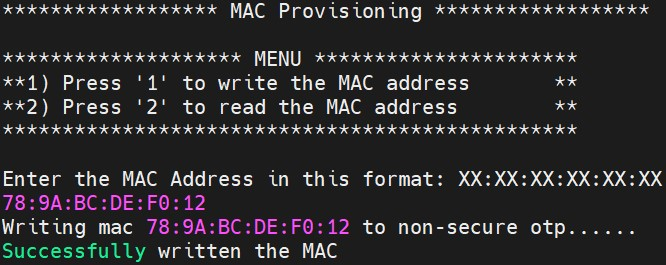 ****************** MAC Provisioning ******************
******************** MENU **********************
**1) Press '1' to write the MAC address       **
**2) Press '2' to read the MAC address        **
************************************************
Enter the MAC Address in this format: XX:XX:XX:XX:XX:XX
78:9A:BC:DE:F0:12
Writing mac 78:9A:BC:DE:F0:12 to non-secure otp......
Successfully written the MAC